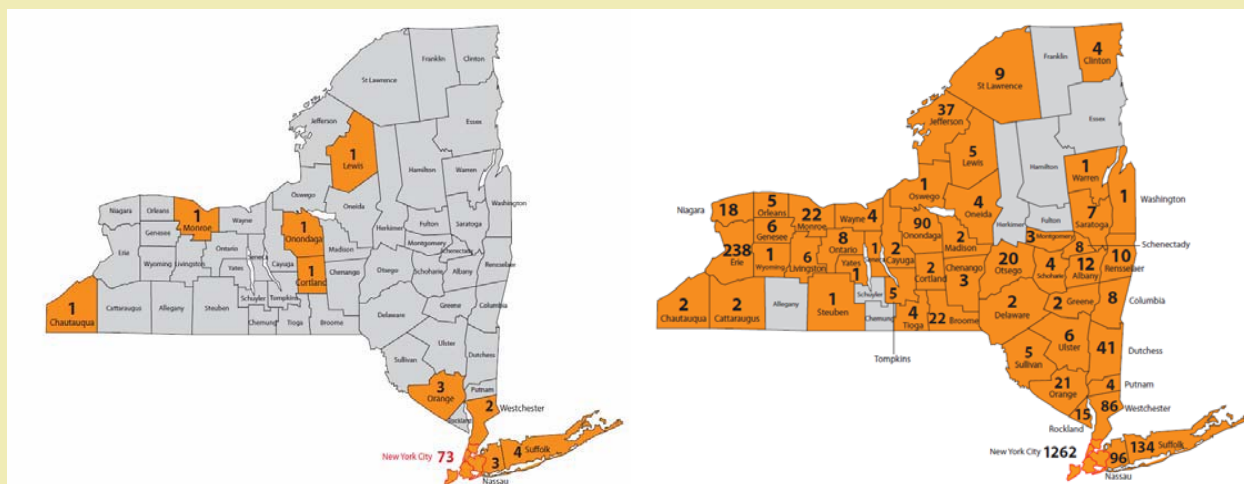 Franklin
Clinton
St Lawrence
Jefferson
Essex
1
Lewis
Hamilton
Warren
Washington
Oswego
Oneida
Herkimer
Fulton
Saratoga
Niagara
Orleans
1
Monroe
Wayne
1
Onondaga
Madison
Montgomery
Schenectady
Genesee
Erie
Wyoming
Livingston
Ontario
Yates
Seneca
Cayuga
1
Cortland
Chenango
Otsego
Schoharie
Albany
Rensselaer
1
Chautauqua
Cattaraugus
Allegany
Steuben
Schuyler
Tompkins
Chemung
Tioga
Broome
Delaware
Greene
Columbia
Ulster
Sullivan
Dutchess
3
Orange
Putnam
2
Westchester
Rockland
New York City 73
3
Nassau
4 Suffolk
Franklin
4
Clinton
9
St Lawrence
37
Jefferson
Essex
5
Lewis
Hamilton
1
Warren
1
Washington
1
Oswego
4
Oneida
Herkimer
Fulton
7
Saratoga
Niagara
18
5
Orleans
22
Monroe
Wayne 4
90
Onondaga
2
Madison
3
Montgomery
8
Schenectady
6
Genesee
238
Erie
1
Wyoming
6
Livingston
8
Ontario
Yates
1
1
2
Cayuga
2
Cortland
Chenango
3
20
Otsego
4
Schoharie
12
Albany
10
Rensselaer
2
Chautauqua
2
Cattaraugus
Allegany
1
Steuben
Schuyler
Chemung
5
Tompkins
4
Tioga
22 Broome
2
Delaware
2 Greene
8
Columbia
6
Ulster
5
Sullivan
41
Dutchess
21
Orange
4
Putnam
86
Westchester
15
Rockland
New York City 1262
96
Nassau
134 Suffolk